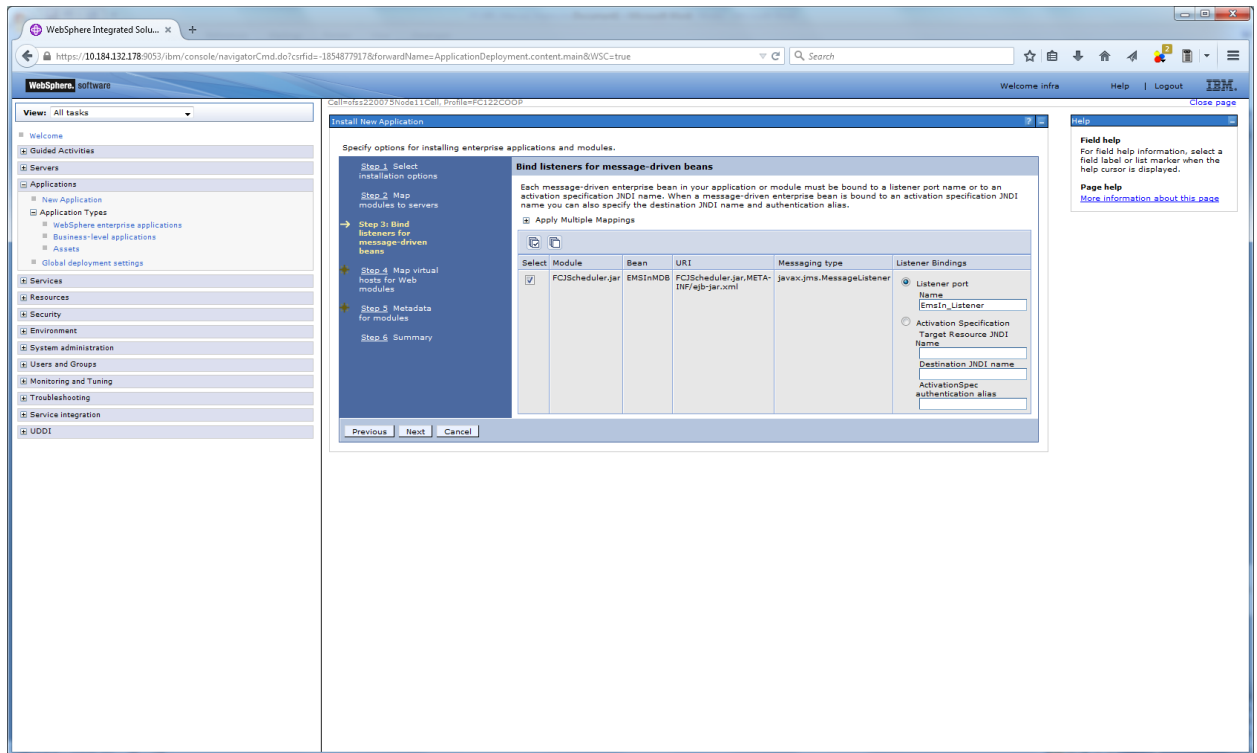 WebSphere Integrated Solu... × +
https://10.184.132.178:9053/ibm/console/navigatorCmd.do?csrfid=-1854877917&forwardName=ApplicationDeployment.content.main&WSC=true
Search
2
WebSphere. software
Welcome infra
Help | Logout
IBM.
View: All tasks
Welcome
Guided Activities
Servers
Applications
New Application
Application Types
WebSphere enterprise applications
Business-level applications
Assets
Global deployment settings
Services
Resources
Security
Environment
System administration
Users and Groups
Monitoring and Tuning
Troubleshooting
Service integration
UDDI
Cell=ofss220075Node11Cell, Profile=FC122COOP
Close page
Install New Application
? –
Specify options for installing enterprise applications and modules.
Step 1 Select
installation options
Step 2 Map
modules to servers
Step 3: Bind
listeners for
message-driven
beans
Step 4 Map virtual
hosts for Web
modules
Step 5 Metadata
for modules
Step 6 Summary
Bind listeners for message-driven beans
Each message-driven enterprise bean in your application or module must be bound to a listener port name or to an
activation specification JNDI name. When a message-driven enterprise bean is bound to an activation specification JNDI
name you can also specify the destination JNDI name and authentication alias.
Apply Multiple Mappings
Select Module Bean URI Messaging type Listener Bindings
FCJScheduler.jar EMSInMDB FCJScheduler.jar,META-INF/ejb-jar.xml javax.jms.MessageListener
Listener port
Name
EmsIn_Listener
Activation Specification
Target Resource JNDI
Name
Destination JNDI name
ActivationSpec
authentication alias
Previous Next Cancel
Help
Field help
For field help information, select a
field label or list marker when the
help cursor is displayed.
Page help
More information about this page